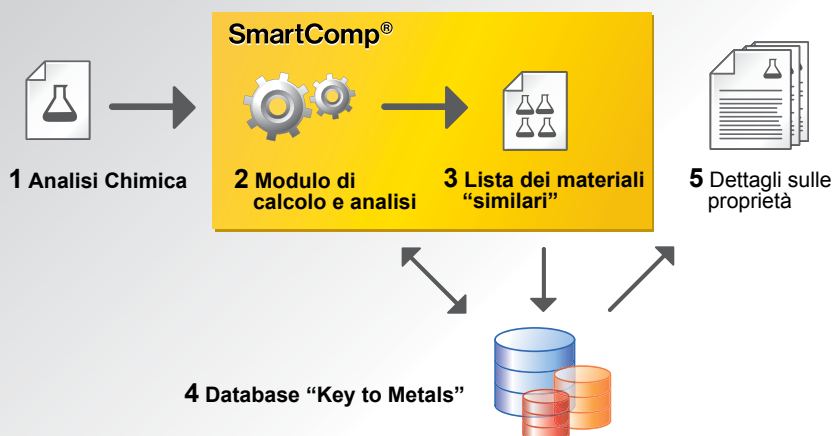 SmartComp®
1 Analisi Chimica
2 Modulo di
calcolo e analisi
3 Lista dei materiali
“similari”
5 Dettagli sulle
proprietà
4 Database “Key to Metals”